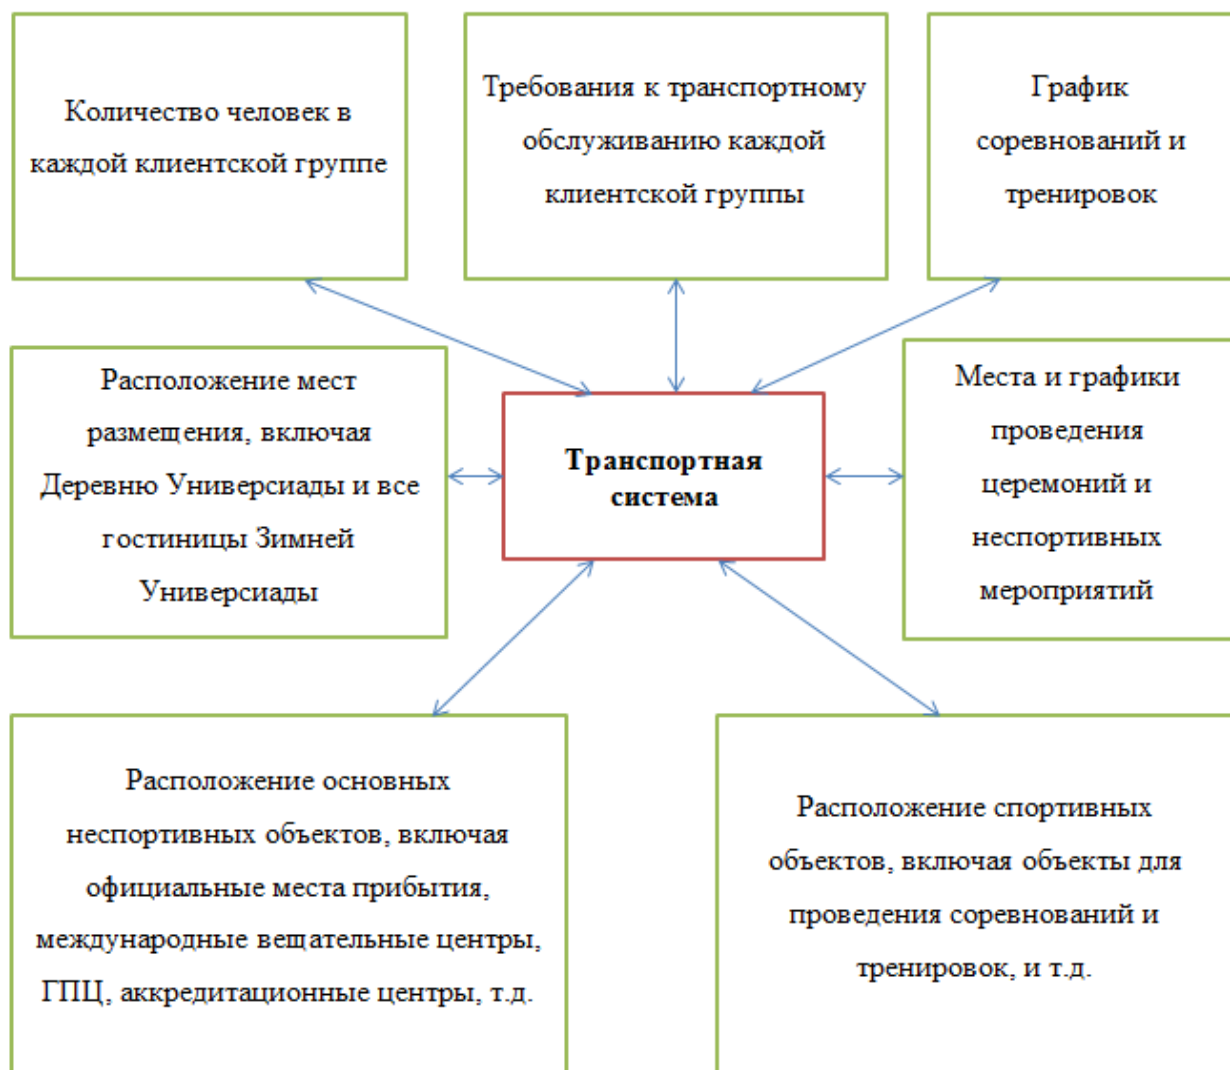 Количество человек в
каждой клиентской группе
Требования к транспортному
обслуживанию каждой
клиентской группы
График
соревнований и
тренировок
Расположение мест
размещения, включая
Деревню Универсиады и все
гостиницы Зимней
Универсиады
Транспортная
система
Места и графики
проведения
церемоний и
неспортивных
мероприятий
Расположение основных
неспортивных объектов, включая
официальные места прибытия,
международные вещательные центры,
ГПЦ, аккредитационные центры, т.д.
Расположение спортивных
объектов, включая объекты для
проведения соревнований и
тренировок, и т.д.